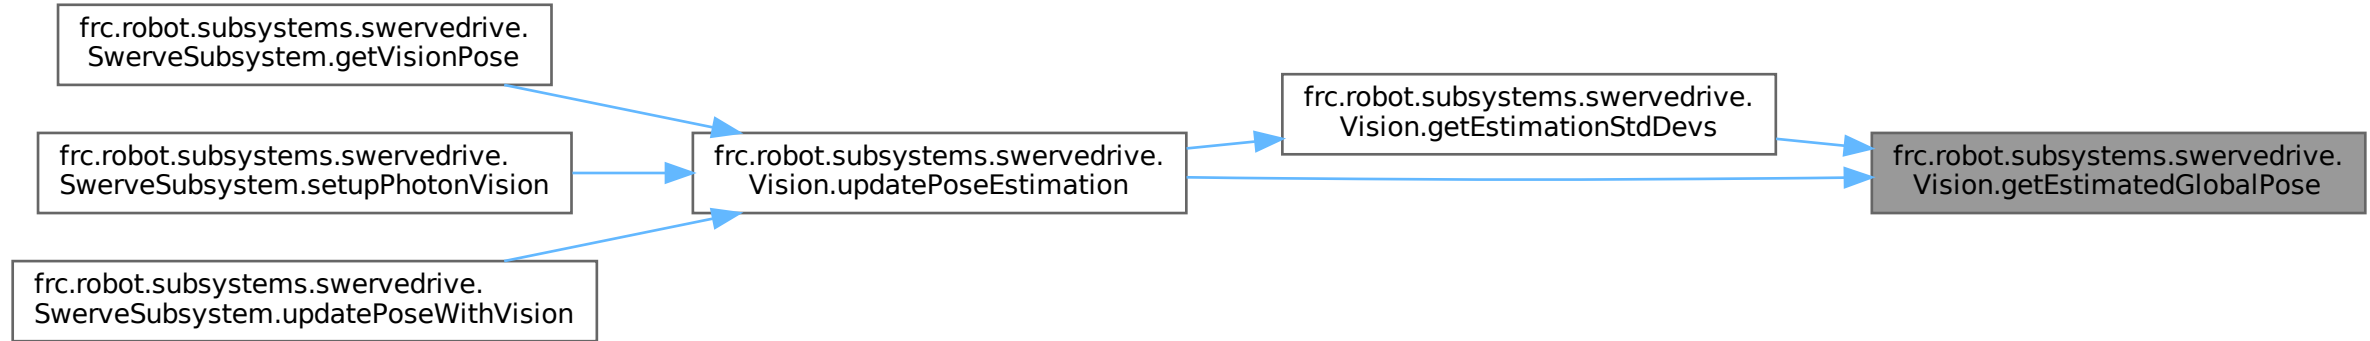 frc.robot.subsystems.swervedrive.
SwerveSubsystem.getVisionPose
frc.robot.subsystems.swervedrive.
SwerveSubsystem.setupPhotonVision
frc.robot.subsystems.swervedrive.
SwerveSubsystem.updatePoseWithVision
frc.robot.subsystems.swervedrive.
Vision.updatePoseEstimation
frc.robot.subsystems.swervedrive.
Vision.getEstimationStdDevs
frc.robot.subsystems.swervedrive.
Vision.getEstimatedGlobalPose